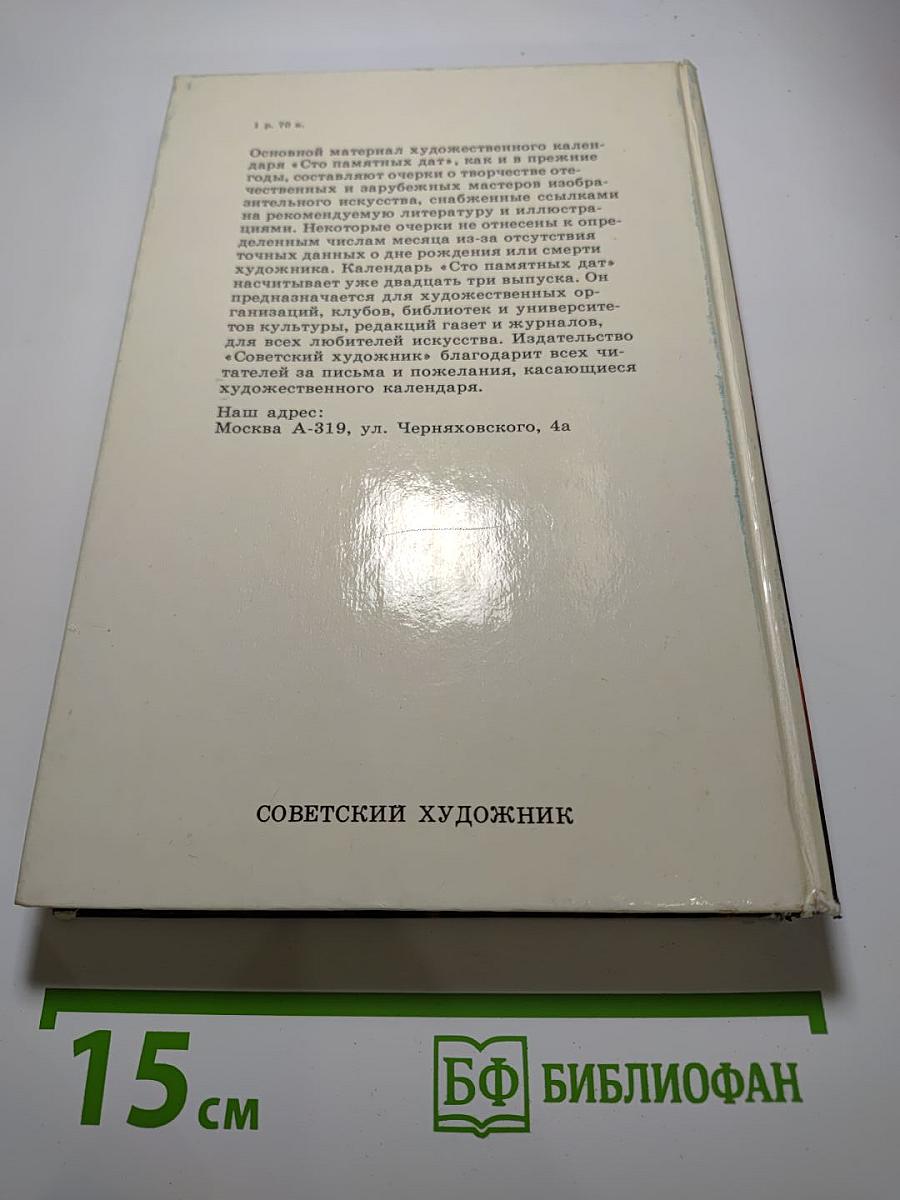 1 р. 70 к.
Основной материал художественного кален-
даря «Сто памятных дат», как и в прежние
годы, составляют очерки о творчестве оте-
чественных и зарубежных мастеров изобра-
зительного искусства, снабженные ссылками
на рекомендуемую литературу и иллюстра-
циями. Некоторые очерки не отнесены к опре-
деленным числам месяца из-за отсутствия
точных данных о дне рождения или смерти
художника. Календарь «Сто памятных дат»
насчитывает уже двадцать три выпуска. Он
предназначается для художественных ор-
ганизаций, клубов, библиотек и университе-
тов культуры, редакций газет и журналов,
для всех любителей искусства. Издательство
«Советский художник» благодарит всех чи-
тателей за письма и пожелания, касающиеся
художественного календаря.
Наш адрес:
Москва А-319, ул. Черняховского, 4а
СОВЕТСКИЙ ХУДОЖНИК
15 см
БФ БИБЛИОФАН